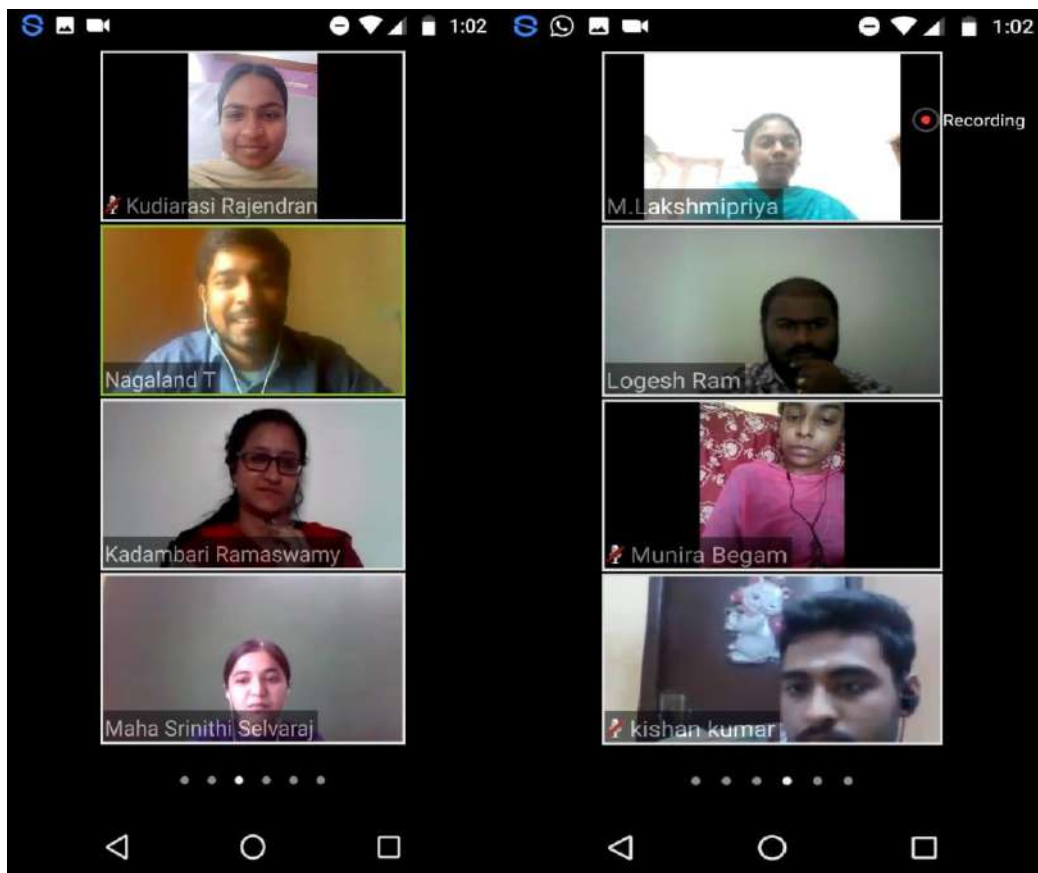 1:02
Kudiarasi Rajendran
Nagaland T
Kadambari Ramaswamy
Maha Srinithi Selvaraj
1:02
Recording
M.Lakshmipriya
Logesh Ram
Munira Begam
kishan kumar